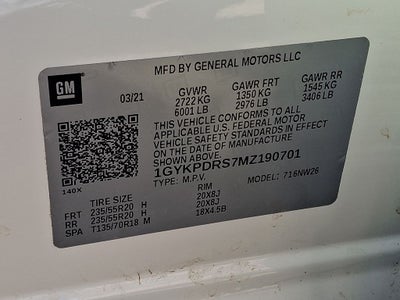 GM
MFD BY GENERAL MOTORS LLC
03/21
GVWR GAWR FRT GAWR RR
2722 KG 1350 KG 1545 KG
6001 LB 2976 LB 3406 LB
THIS VEHICLE CONFORMS TO ALL
APPLICABLE U.S. FEDERAL MOTOR
VEHICLE SAFETY STANDARDS IN EFFECT
ON THE DATE OF MANUFACTURE
SHOWN ABOVE.
1GYKPDRS7MZ190701
140X
TYPE: M.P.V. MODEL: 716NW26
TIRE SIZE RIM
FRT 235/55R20 H 20X8J
RR 235/55R20 H 20X8J
SPA T135/70R18 M 18X4.5B